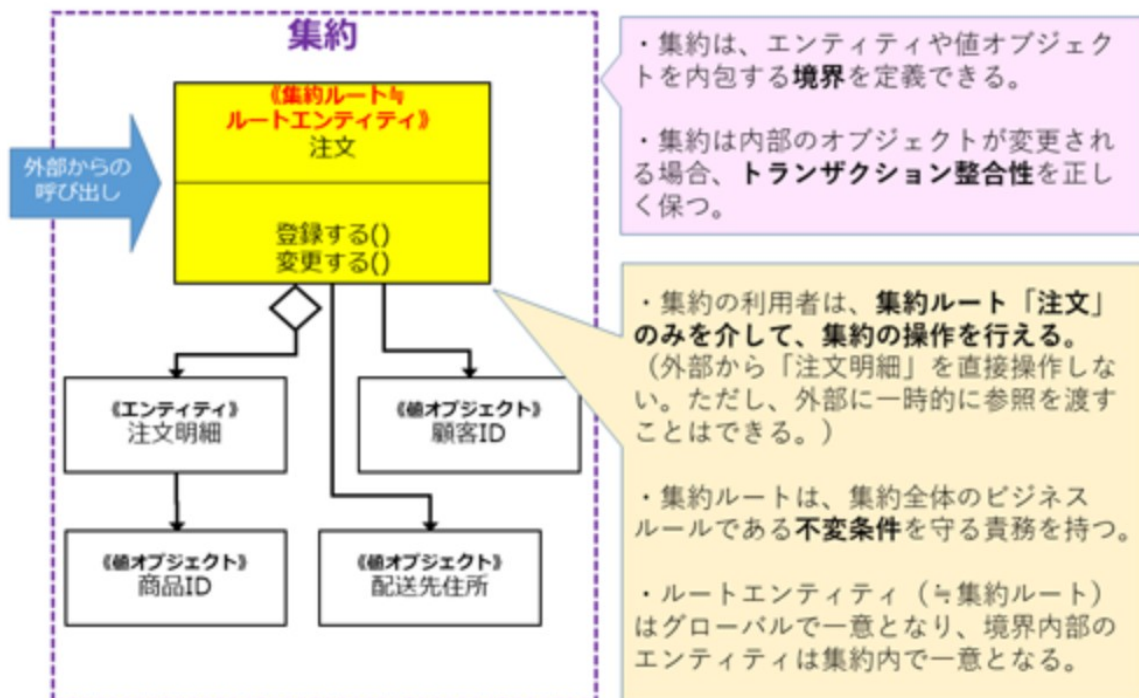 集約
《集約ルート≒
ルートエンティティ》
注文
登録する()
変更する()
外部からの
呼び出し
《エンティティ》
注文明細
《値オブジェクト》
顧客ID
《値オブジェクト》
商品ID
《値オブジェクト》
配送先住所
・集約は、エンティティや値オブジェク
トを内包する境界を定義できる。
・集約は内部のオブジェクトが変更され
る場合、トランザクション整合性を正し
く保つ。
・集約の利用者は、集約ルート「注文」
のみを介して、集約の操作を行える。
（外部から「注文明細」を直接操作しな
い。ただし、外部に一時的に参照を渡す
ことはできる。）
・集約ルートは、集約全体のビジネス
ルールである不変条件を守る責務を持つ。
・ルートエンティティ（≒集約ルート）
はグローバルで一意となり、境界内部の
エンティティは集約内で一意となる。